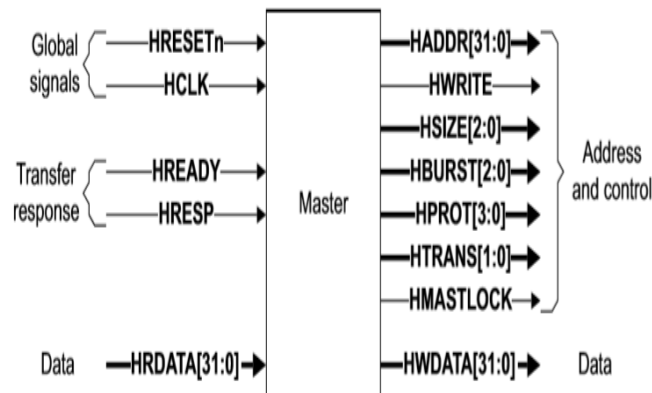 Global
signals
HRESETn
HCLK
Transfer
response
HREADY
HRESP
Data
HRDATA[31:0]
Master
HADDR[31:0]
HWRITE
HSIZE[2:0]
HBURST[2:0]
HPROT[3:0]
HTRANS[1:0]
HMASTLOCK
Address
and control
HWDATA[31:0]
Data